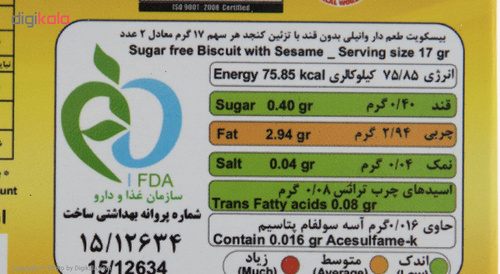 digikala
ISO 9001: 2008 Certified
بیسکویت طعم دار وانیلی بدون قند با تزئین کنجد هر سهم ۱۷ گرم معادل ۲ عدد
Sugar free Biscuit with Sesame _ Serving size 17 gr
Energy 75.85 kcal انرژی ۷۵/۸۵ کیلوکالری
Sugar 0.40 gr قند ۰/۴۰ گرم
Fat 2.94 gr چربی ۲/۹۴ گرم
Salt 0.04 gr نمک ۰/۰۴ گرم
اسیدهای چرب ترانس ۰/۰۸ گرم
Trans Fatty acids 0.08 gr
حاوی ۰/۰۱۶ گرم آسه سولفام پتاسیم
Contain 0.016 gr Acesulfame-k
زیاد متوسط اندک
(Much) (Average) (Low)
IFDA
سازمان غذا و دارو
شماره پروانه بهداشتی ساخت
۱۵/۱۲۶۳۴
15/12634